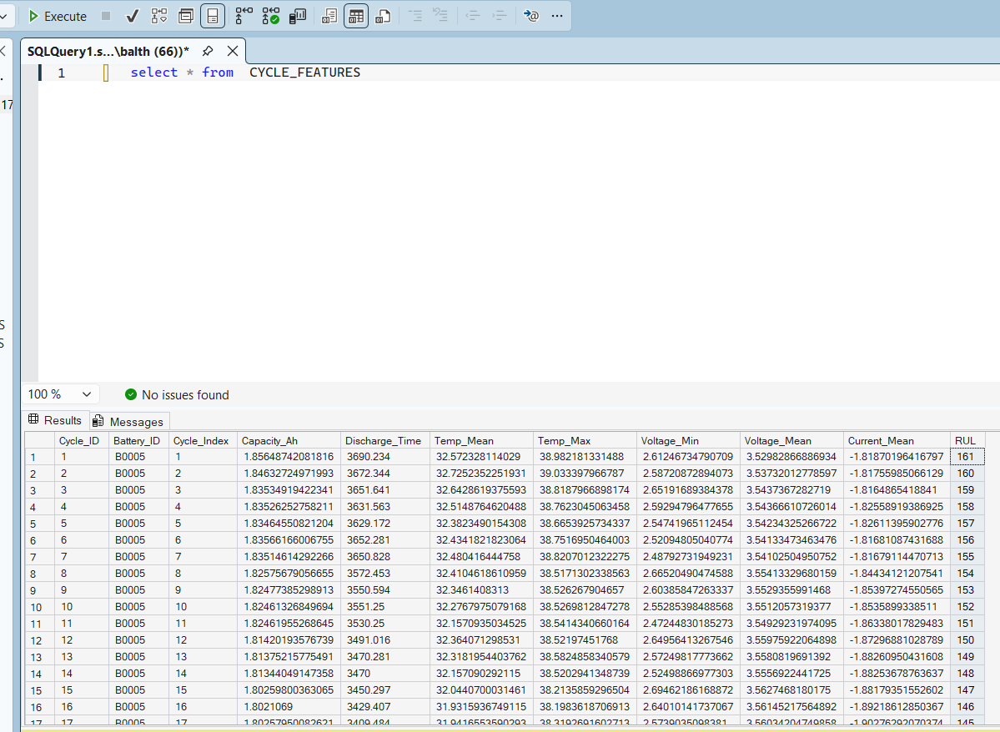 Execute
SQLQuery1.s...\balth (66))*
17
1 select * from CYCLE_FEATURES
S
S
100 % No issues found
Results Messages
Cycle_ID Battery_ID Cycle_Index Capacity_Ah Discharge_Time Temp_Mean Temp_Max Voltage_Min Voltage_Mean Current_Mean RUL
1 1 B0005 1 1.85648742081816 3690.234 32.572328114029 38.982181331488 2.61246734790709 3.52982866886934 -1.81870196416797 161
2 2 B0005 2 1.84632724971993 3672.344 32.7252352251931 39.033397966787 2.58720872894073 3.53732012778597 -1.81755985066129 160
3 3 B0005 3 1.83534919422341 3651.641 32.6428619375593 38.8187966898174 2.65191689384378 3.5437367282719 -1.8164865418841 159
4 4 B0005 4 1.83526252758211 3631.563 32.5148764620488 38.7623045063458 2.59294796477655 3.54366610726014 -1.82558919386925 158
5 5 B0005 5 1.83464550821204 3629.172 32.3823490154308 38.6653925734337 2.54741965112454 3.54234325266722 -1.82611395902776 157
6 6 B0005 6 1.83566166006755 3652.281 32.4341821823064 38.7516950464003 2.52094805040774 3.54133473463476 -1.81681087431688 156
7 7 B0005 7 1.83514614292266 3650.828 32.480416444758 38.8207012322275 2.48792731949231 3.54102504950752 -1.81679114470713 155
8 8 B0005 8 1.82575679056655 3572.453 32.4104618610959 38.5171302338563 2.66520490474588 3.55413329680159 -1.84434121207541 154
9 9 B0005 9 1.82477385298913 3550.594 32.3461408313 38.526267904657 2.60385847263337 3.5529355991468 -1.85397274550565 153
10 10 B0005 10 1.82461326849694 3551.25 32.2767975079168 38.5269812847278 2.55285398488568 3.5512057319377 -1.8535899338511 152
11 11 B0005 11 1.82461955268645 3530.25 32.1570935034525 38.5414340660164 2.47244830185273 3.54929231974095 -1.86338017829483 151
12 12 B0005 12 1.81420193576739 3491.016 32.364071298531 38.52197451768 2.64956413267546 3.55975922064898 -1.87296881028789 150
13 13 B0005 13 1.81375215775491 3470.281 32.3181954403762 38.5824858340579 2.57249817773662 3.5580819691392 -1.88260950431608 149
14 14 B0005 14 1.81344049147358 3470 32.157090292115 38.5202941348739 2.52498866977303 3.5556922441725 -1.88253678763637 148
15 15 B0005 15 1.80259800363065 3450.297 32.0440700031461 38.2135859296504 2.69462186168872 3.5627468180175 -1.88179351552602 147
16 16 B0005 16 1.8021069 3429.407 31.9315936749115 38.1983618706913 2.64010141737067 3.56145217564892 -1.89218612850367 146
17 17 B0005 17 1.80257950082621 3409.484 31.9416553590293 38.3192691602713 2.5739035098381 3.56034204749858 -1.90276292070374 145